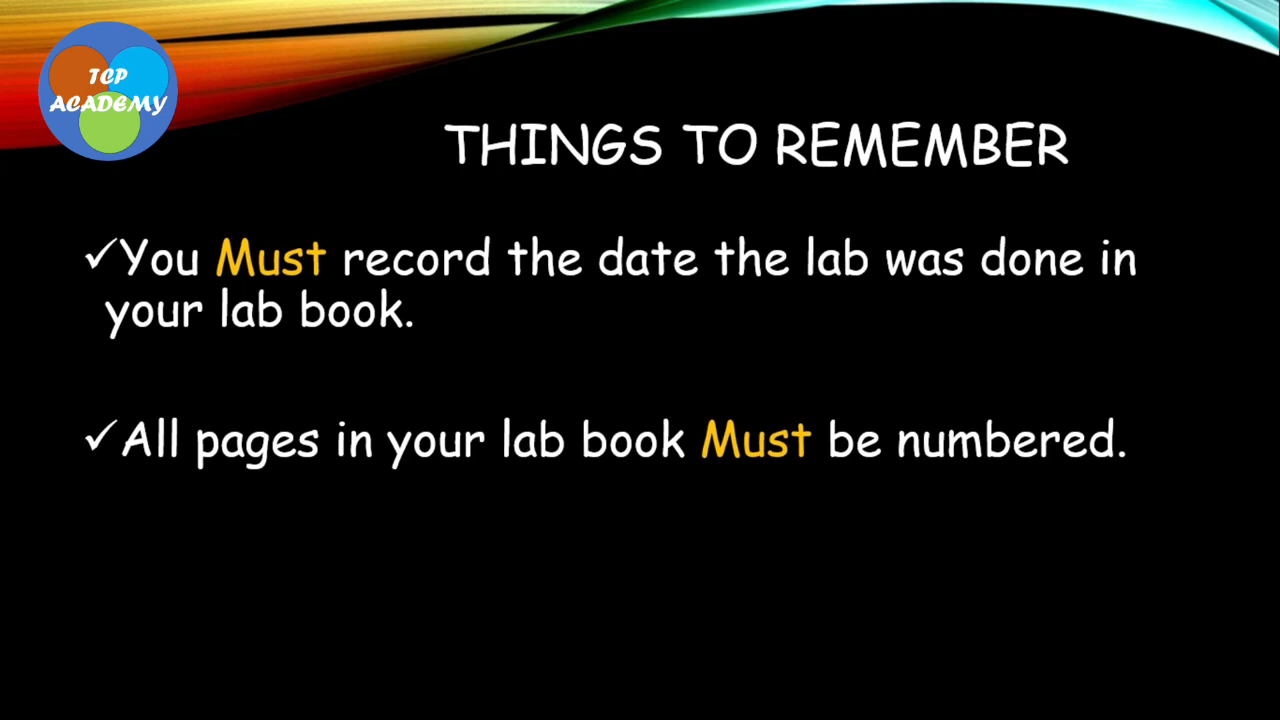 TCP
ACADEMY
THINGS TO REMEMBER
✓You Must record the date the lab was done in
your lab book.
✓All pages in your lab book Must be numbered.